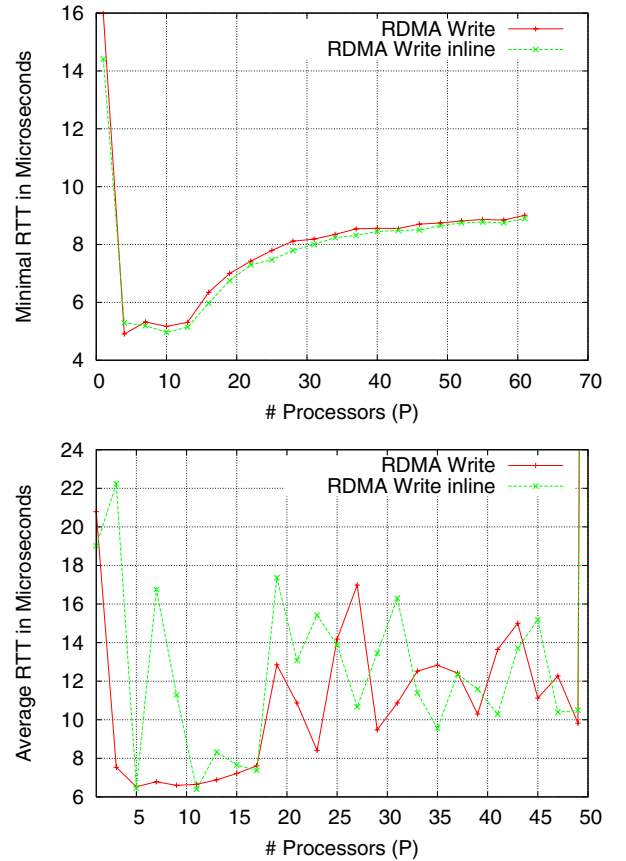 16
14
12
10
8
6
4
Minimal RTT in Microseconds
RDMA Write
RDMA Write inline
0 10 20 30 40 50 60 70
# Processors (P)
24
22
20
18
16
14
12
10
8
6
Average RTT in Microseconds
RDMA Write
RDMA Write inline
5 10 15 20 25 30 35 40 45 50
# Processors (P)